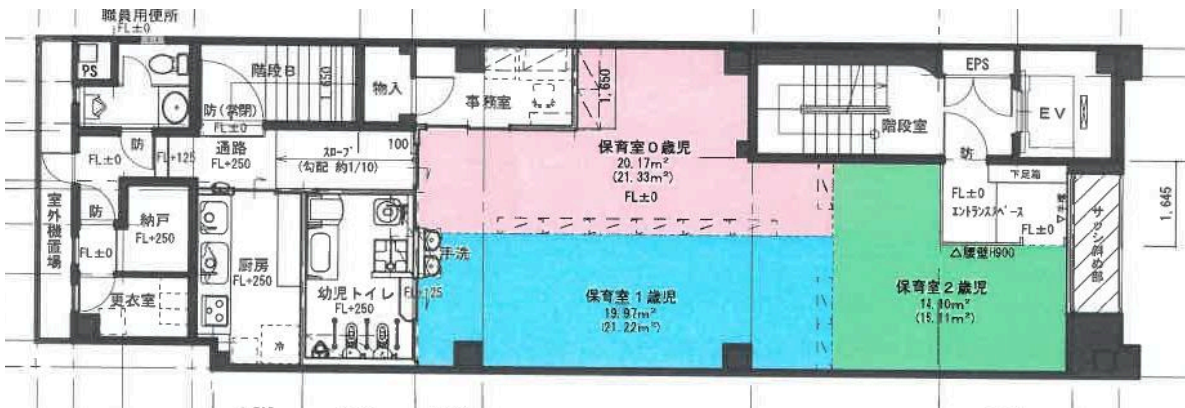 職員用便所
FL±0
PS
階段B
1,650
物入
事務室
1,650
EPS
EV
階段室
防(常閉)
FL±0
防
FL±0
+125
通路
FL+250
スロープ
(勾配 約1/10)
100
保育室0歳児
20.17m²
(21.33m²)
FL±0
防
下足箱
FL±0
エントランススペース
FL±0
1,645
サッシ斜め部
室外機置場
防
納戸
FL+250
FL±0
更衣室
厨房
FL+250
冷
幼児トイレ
FL+250
手洗
FL+125
保育室1歳児
19.97m²
(21.22m²)
△腰壁H900
保育室2歳児
(15.11m²)